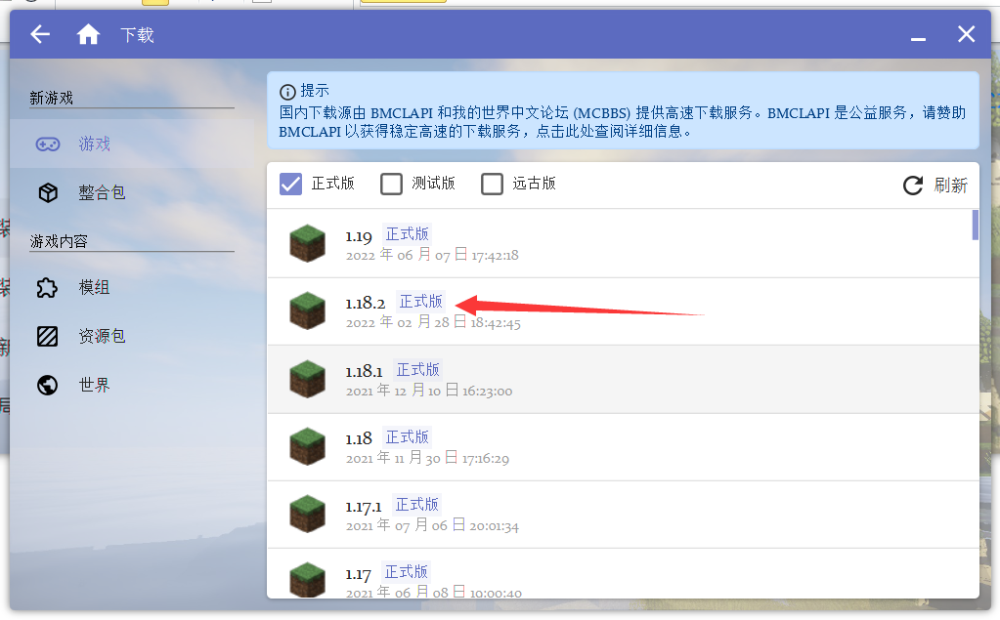 下载
新游戏
游戏
整合包
游戏内容
模组
资源包
世界
提示
国内下载源由 BMCLAPI 和我的世界中文论坛 (MCBBS) 提供高速下载服务。BMCLAPI 是公益服务，请赞助
BMCLAPI 以获得稳定高速的下载服务，点击此处查阅详细信息。
正式版 测试版 远古版 刷新
1.19 正式版
2022 年 06 月 07 日 17:42:18
1.18.2 正式版
2022 年 02 月 28 日 18:42:45
1.18.1 正式版
2021 年 12 月 10 日 16:23:00
1.18 正式版
2021 年 11 月 30 日 17:16:29
1.17.1 正式版
2021 年 07 月 06 日 20:01:34
1.17 正式版
2021 年 06 月 08 日 19:00:40